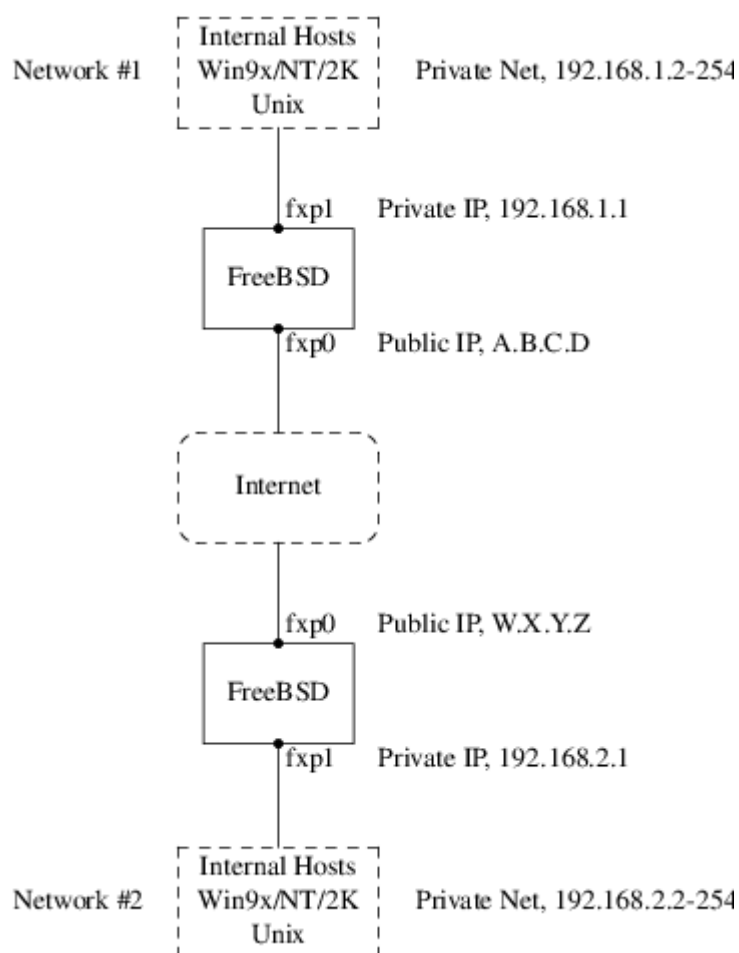 Internal Hosts
Network #1 Win9x/NT/2K Private Net, 192.168.1.2-254
Unix
fxp1 Private IP, 192.168.1.1
FreeBSD
fxp0 Public IP, A.B.C.D
Internet
fxp0 Public IP, W.X.Y.Z
FreeBSD
fxp1 Private IP, 192.168.2.1
Internal Hosts
Network #2 Win9x/NT/2K Private Net, 192.168.2.2-254
Unix